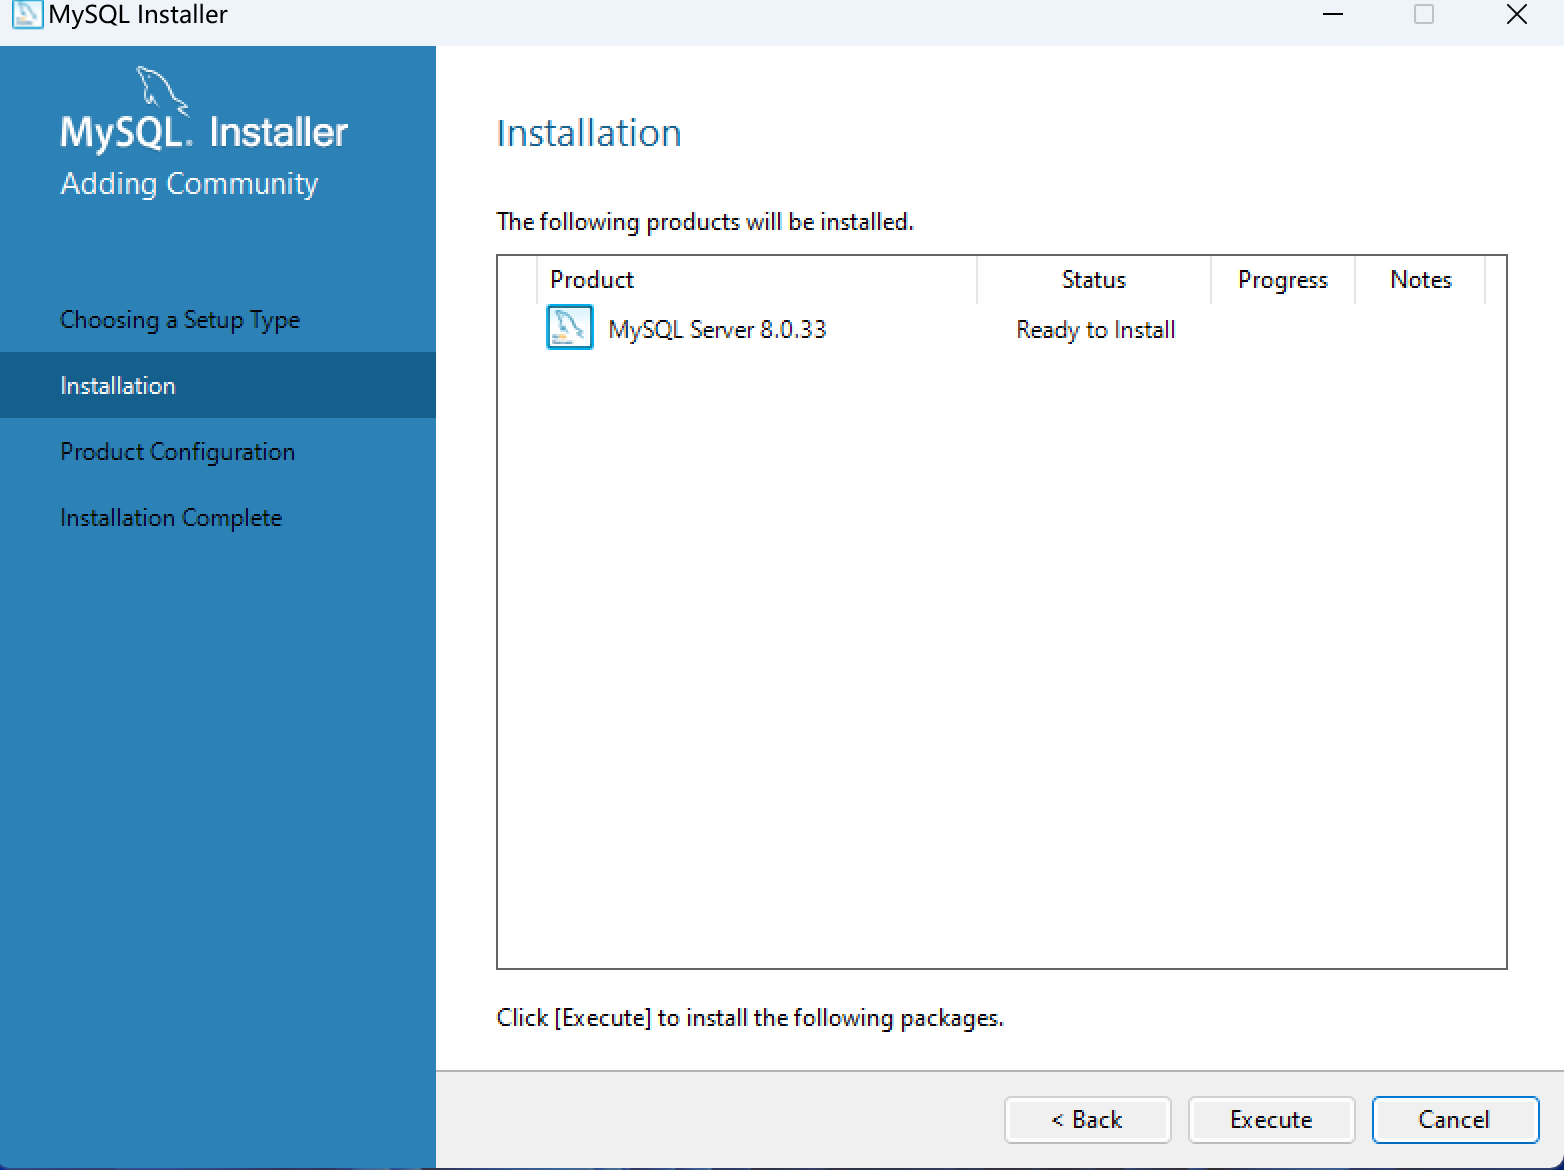 MySQL Installer
MySQL. Installer
Adding Community
Choosing a Setup Type
Installation
Product Configuration
Installation Complete
Installation
The following products will be installed.
Product Status Progress Notes
MySQL Server 8.0.33 Ready to Install
Click [Execute] to install the following packages.
< Back Execute Cancel